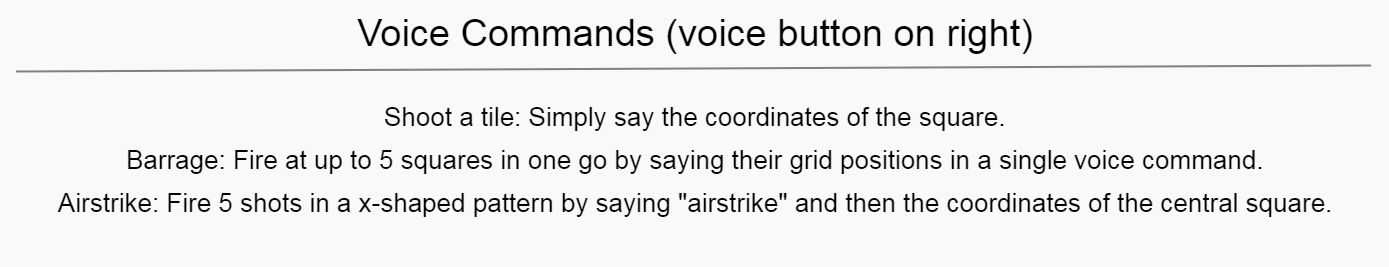 Voice Commands (voice button on right)
Shoot a tile: Simply say the coordinates of the square.
Barrage: Fire at up to 5 squares in one go by saying their grid positions in a single voice command.
Airstrike: Fire 5 shots in a x-shaped pattern by saying "airstrike" and then the coordinates of the central square.